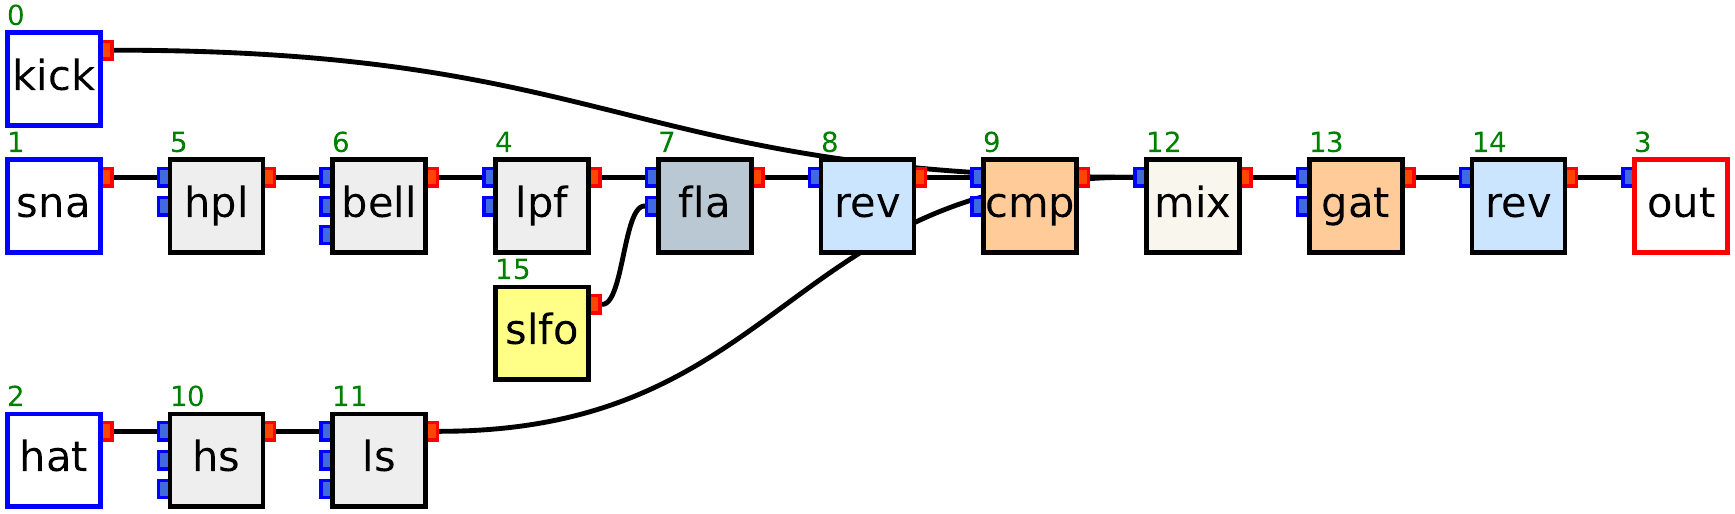 0
kick
1 5 6 4 7 8 9 12 13 14 3
sna hpl bell lpf fla rev cmp mix gat rev out
15
slfo
2 10 11
hat hs ls